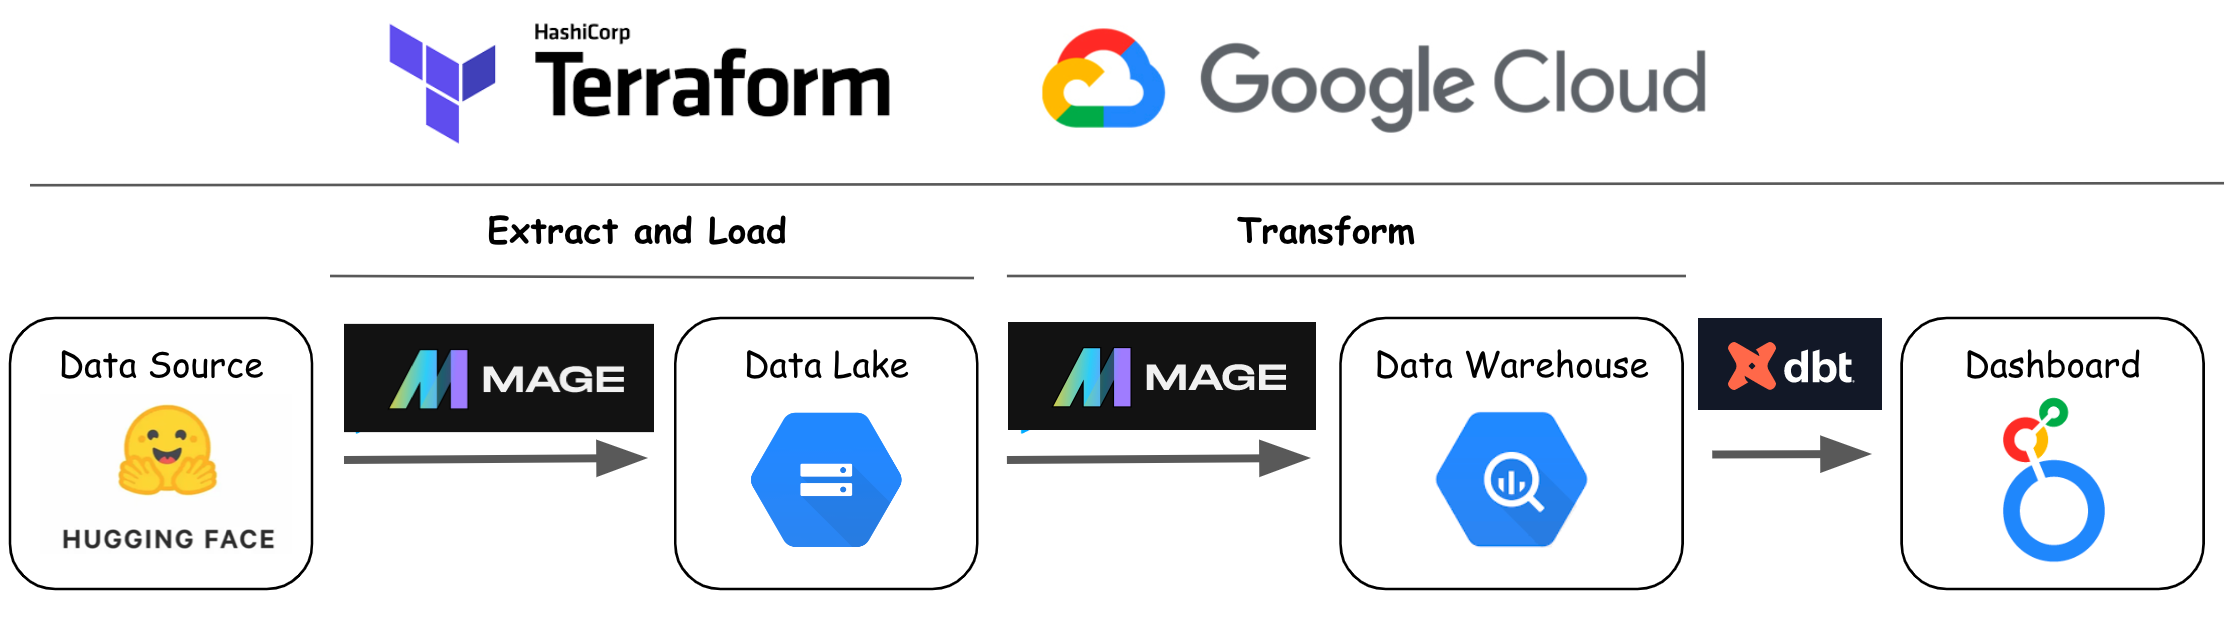 HashiCorp
Terraform
Google Cloud
Extract and Load
Transform
Data Source
HUGGING FACE
MAGE
Data Lake
MAGE
Data Warehouse
dbt
Dashboard